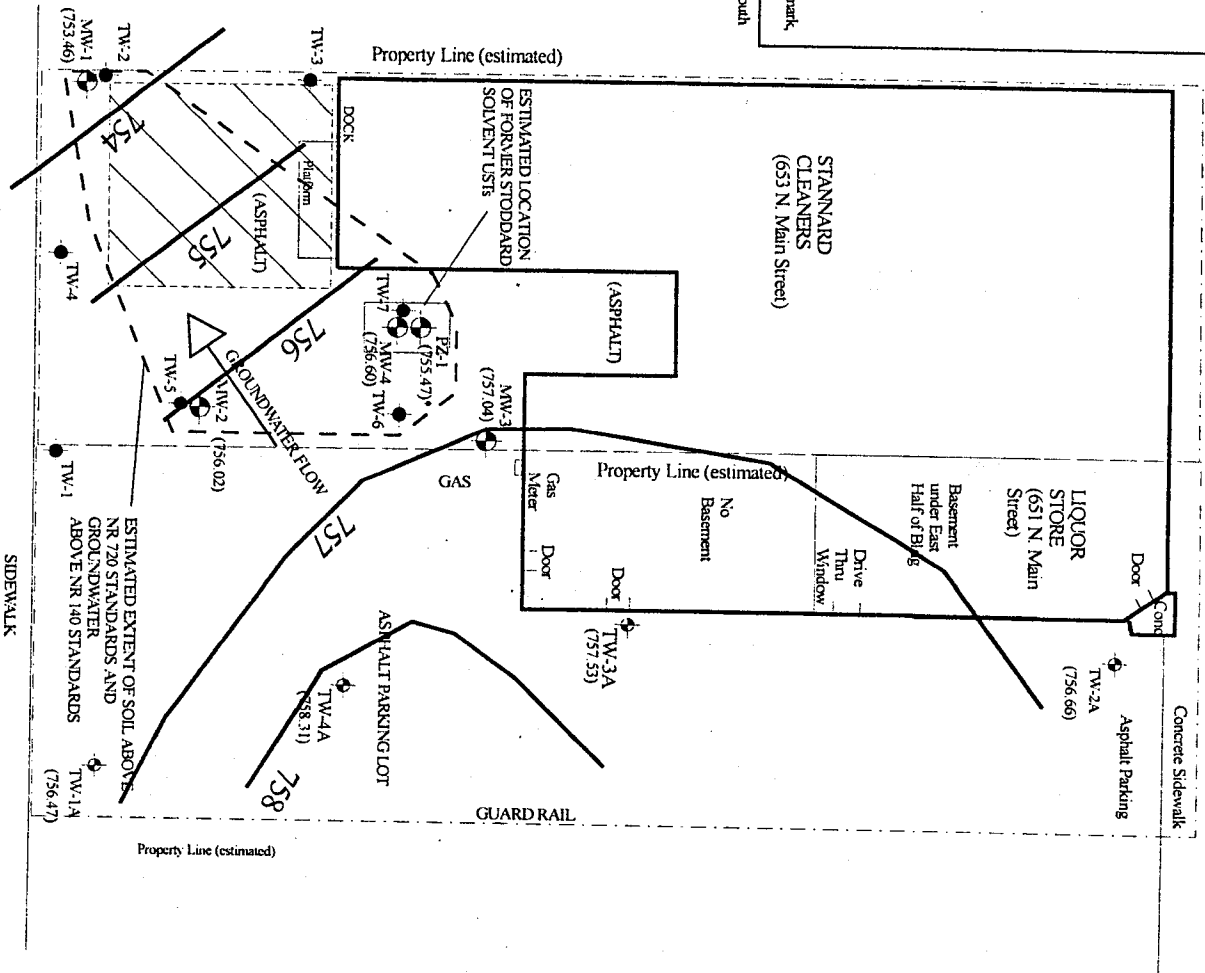 mark,
outh
Property Line (estimated)
TW-3
TW-2
MW-1
(753.46)
754
DOCK
Platform
(ASPHALT)
755
TW-4
ESTIMATED LOCATION
OF FORMER STODDARD
SOLVENT USTs
STANNARD
CLEANERS
(653 N. Main Street)
(ASPHALT)
TW-7
PZ-1
(755.47)*
MW-4
(756.60)
TW-6
756
GROUNDWATER FLOW
TW-5
MW-2
(756.02)
MW-3
(757.04)
TW-1
GAS
Property Line (estimated)
Gas
Meter
Door
No
Basement
Door
Drive
Thru
Window
Basement
under East
Half of Bldg
LIQUOR
STORE
(651 N. Main
Street)
Door
Conc
757
ESTIMATED EXTENT OF SOIL ABOVE
NR 720 STANDARDS AND
GROUNDWATER
ABOVE NR 140 STANDARDS
SIDEWALK
TW-1A
(756.47)
ASPHALT PARKING LOT
TW-4A
(758.31)
758
TW-3A
(757.53)
TW-2A
(756.66)
Asphalt Parking
Concrete Sidewalk
GUARD RAIL
Property Line (estimated)